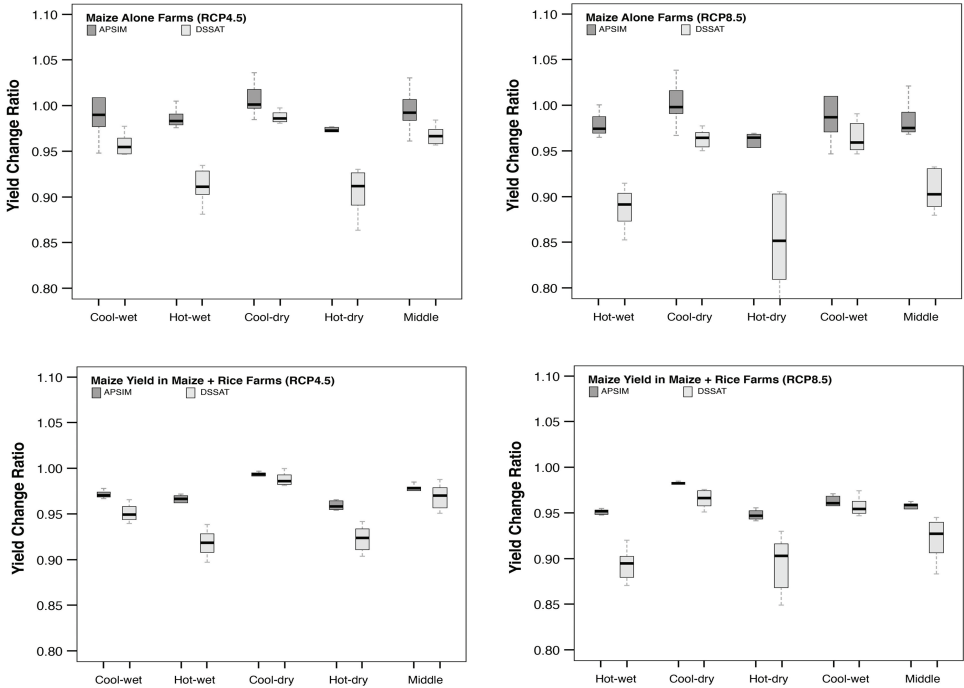 Maize Alone Farms (RCP4.5)
APSIM DSSAT
Yield Change Ratio
1.10
1.05
1.00
0.95
0.90
0.85
0.80
Cool-wet Hot-wet Cool-dry Hot-dry Middle
Maize Alone Farms (RCP8.5)
APSIM DSSAT
Yield Change Ratio
1.10
1.05
1.00
0.95
0.90
0.85
0.80
Hot-wet Cool-dry Hot-dry Cool-wet Middle
Maize Yield in Maize + Rice Farms (RCP4.5)
APSIM DSSAT
Yield Change Ratio
1.10
1.05
1.00
0.95
0.90
0.85
0.80
Cool-wet Hot-wet Cool-dry Hot-dry Middle
Maize Yield in Maize + Rice Farms (RCP8.5)
APSIM DSSAT
Yield Change Ratio
1.10
1.05
1.00
0.95
0.90
0.85
0.80
Hot-wet Cool-dry Hot-dry Cool-wet Middle